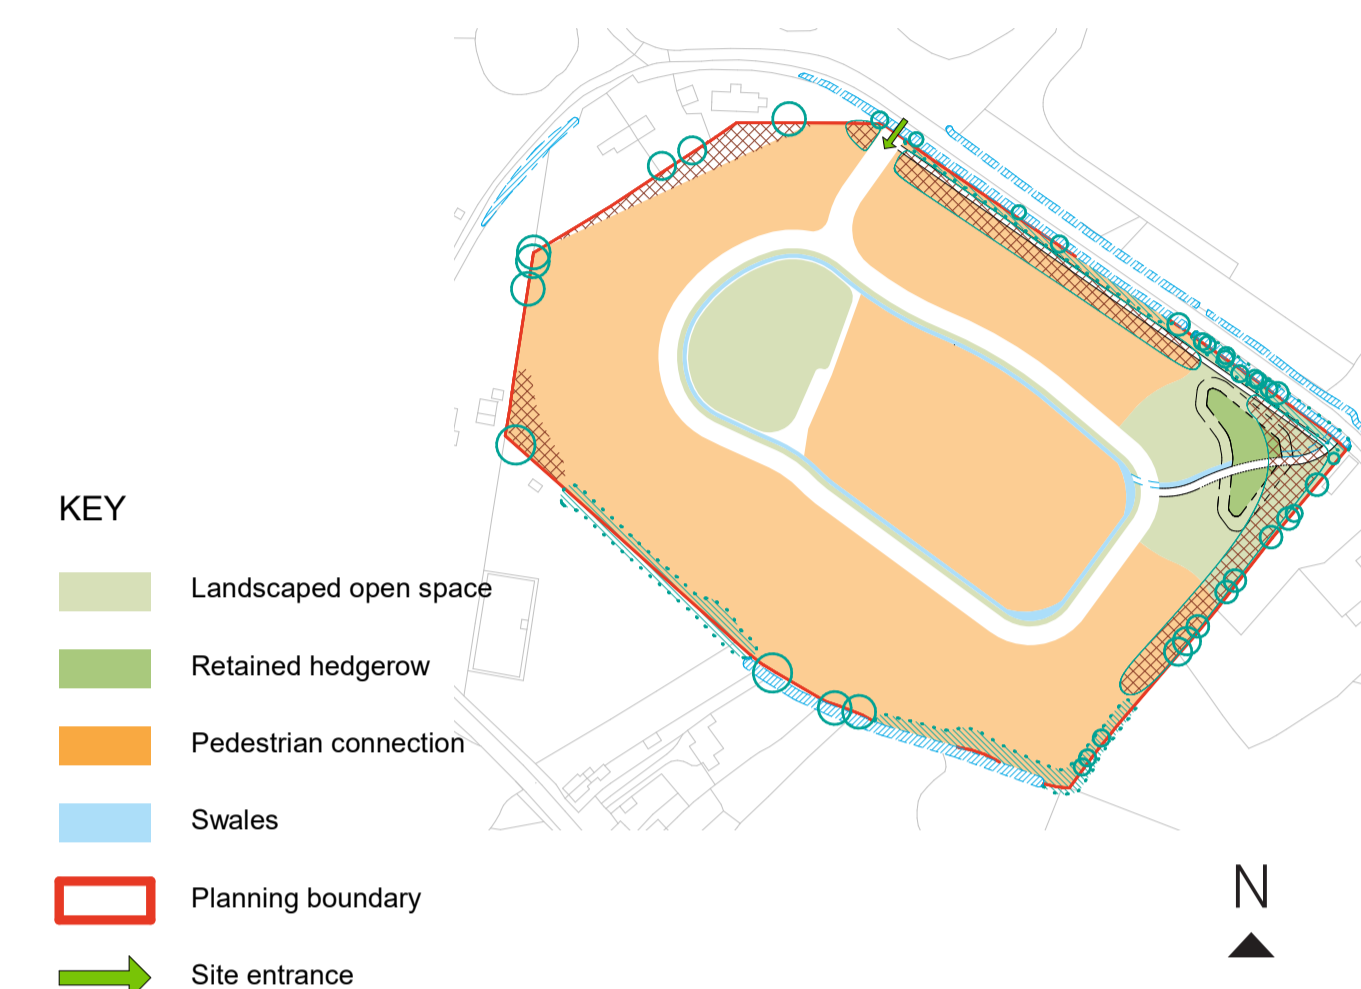 KEY
Landscaped open space
Retained hedgerow
Pedestrian connection
Swales
Planning boundary
Site entrance
N